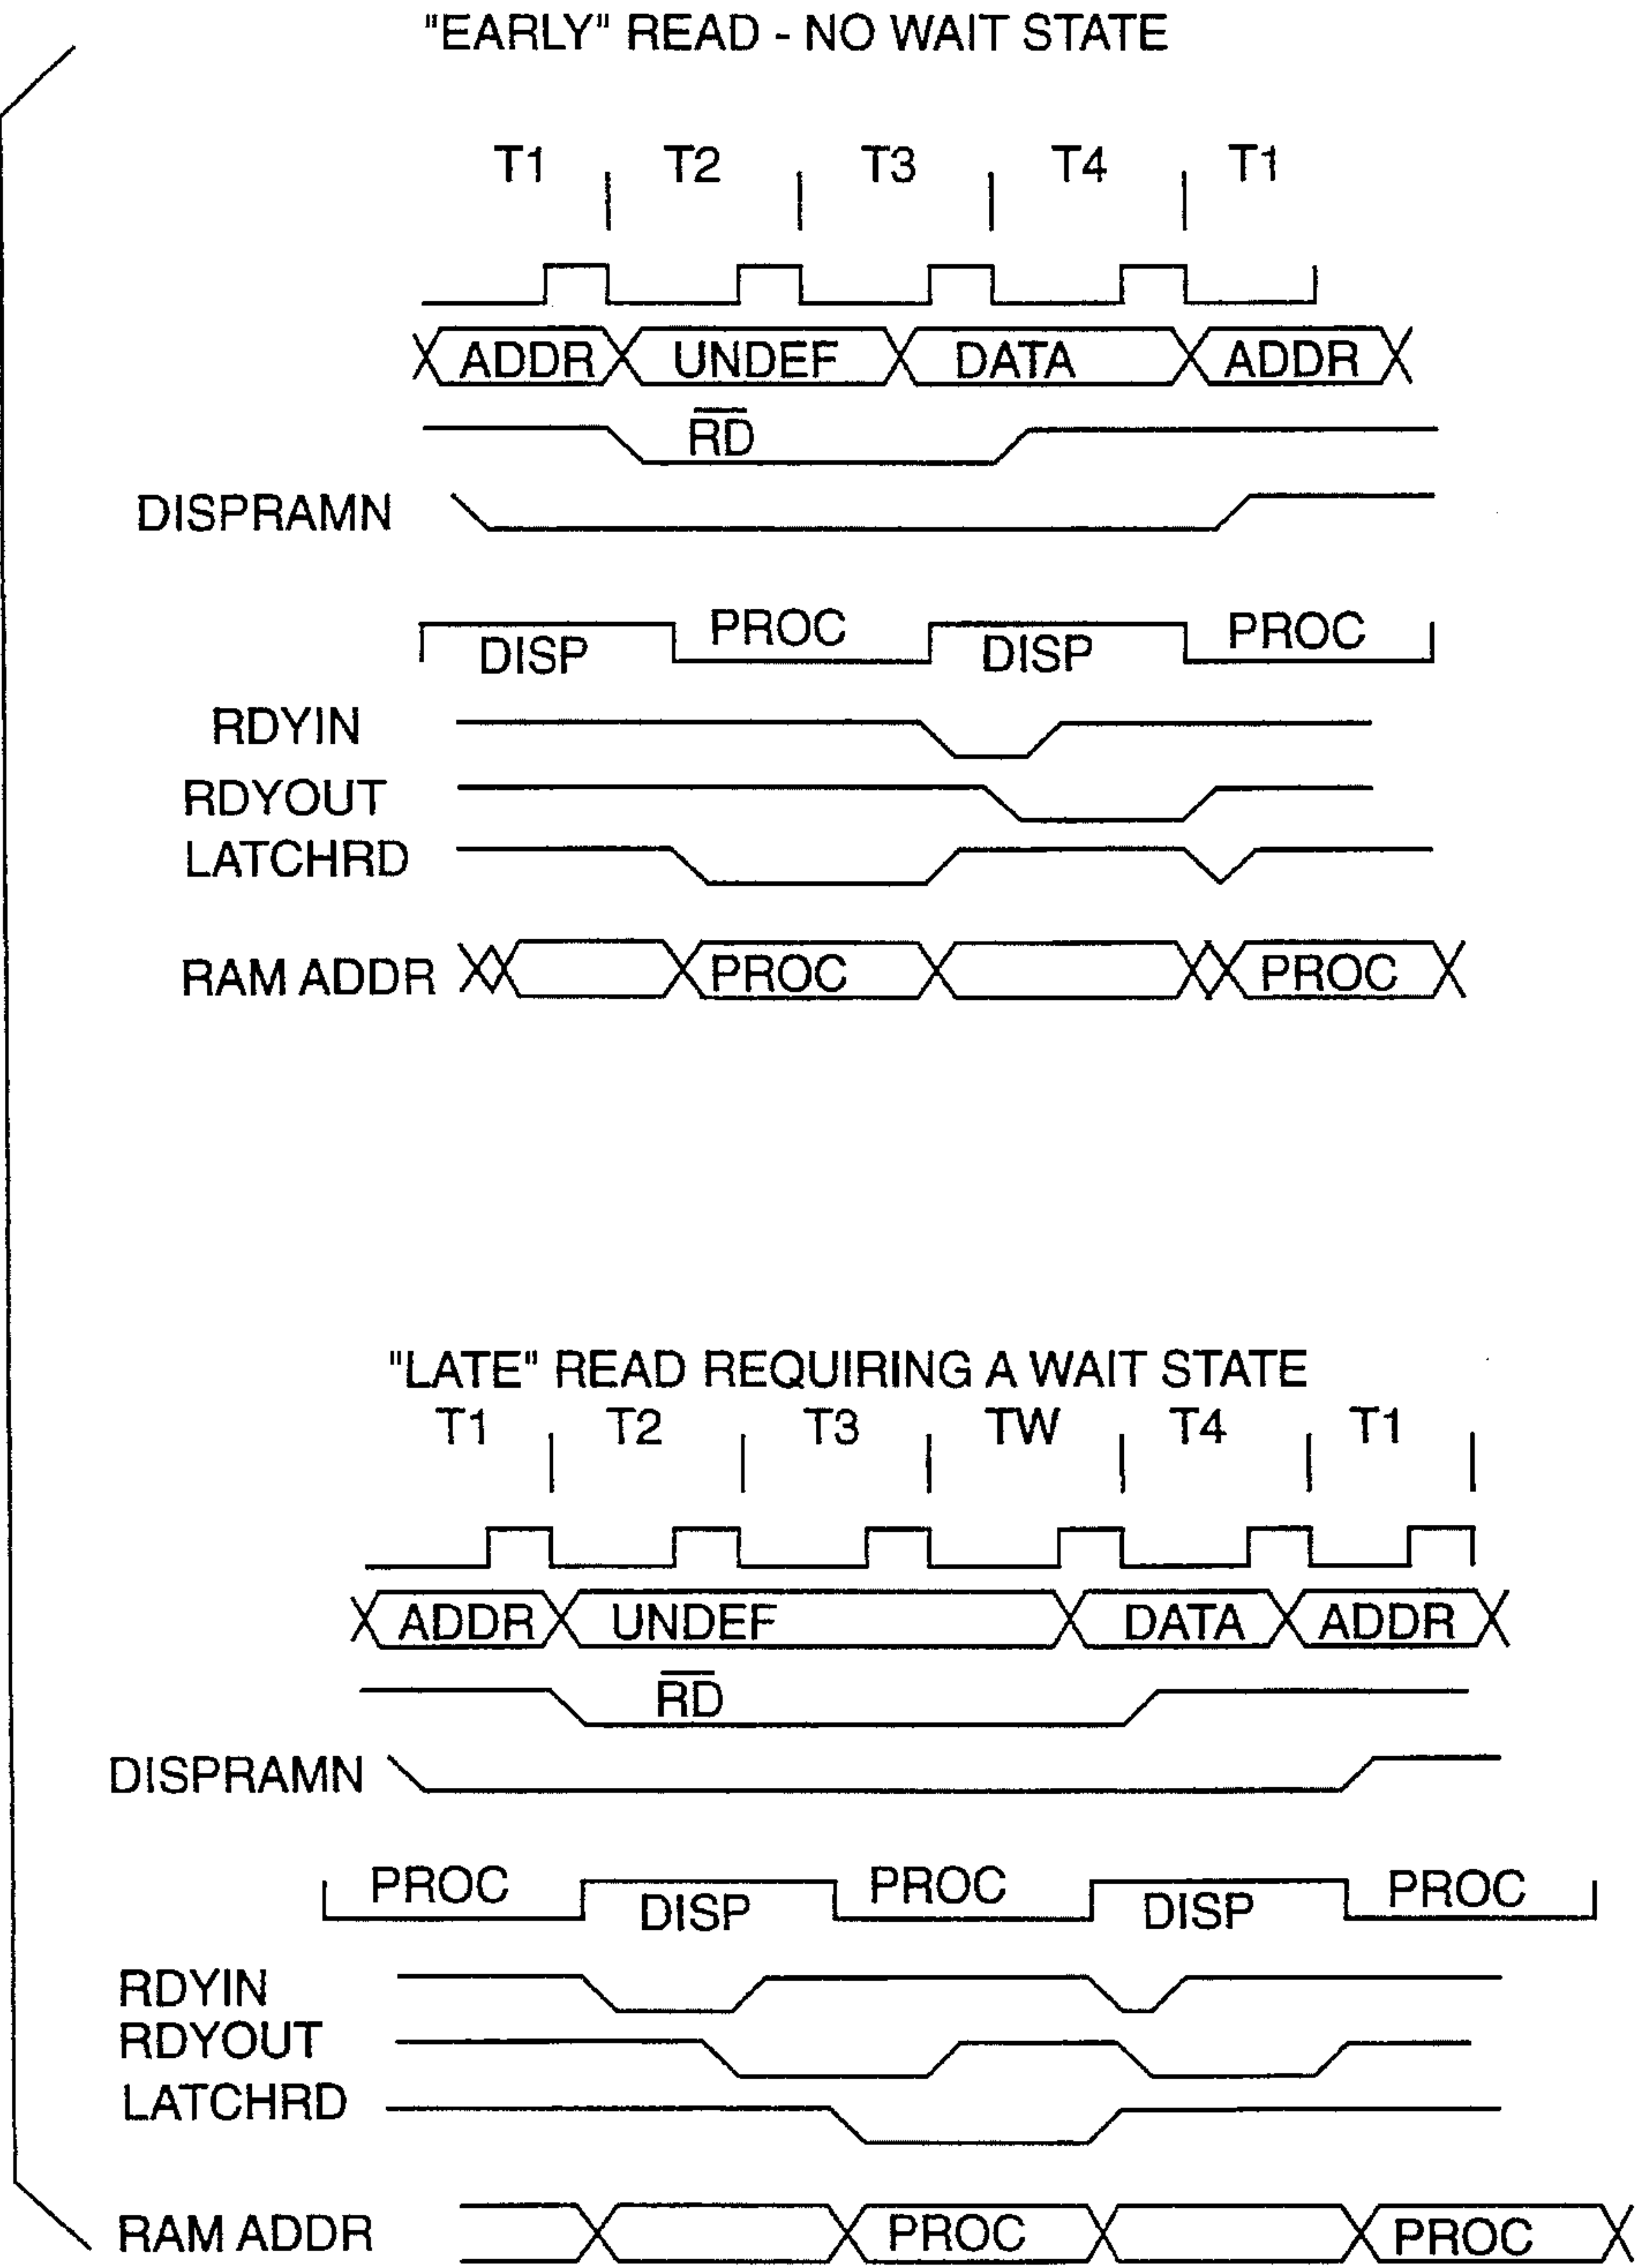 "EARLY" READ - NO WAIT STATE
T1 T2 T3 T4 T1
ADDR UNDEF DATA ADDR
RD
DISPRAMN
DISP PROC DISP PROC
RDYIN
RDYOUT
LATCHRD
RAM ADDR PROC PROC
"LATE" READ REQUIRING A WAIT STATE
T1 T2 T3 TW T4 T1
ADDR UNDEF DATA ADDR
RD
DISPRAMN
PROC DISP PROC DISP PROC
RDYIN
RDYOUT
LATCHRD
RAM ADDR PROC PROC